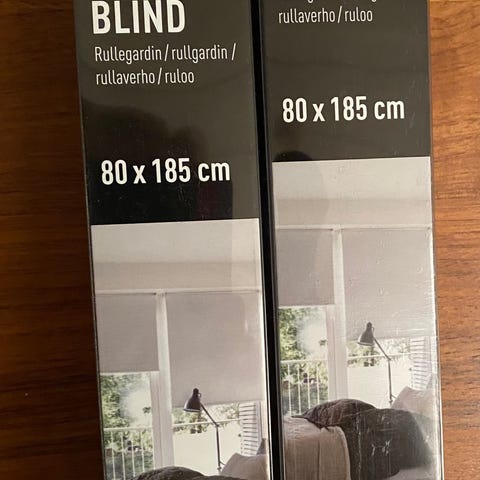 BLIND
Rullegardin / rullgardin /
rullaverho / ruloo
80 x 185 cm
rullaverho / ruloo
80 x 185 cm